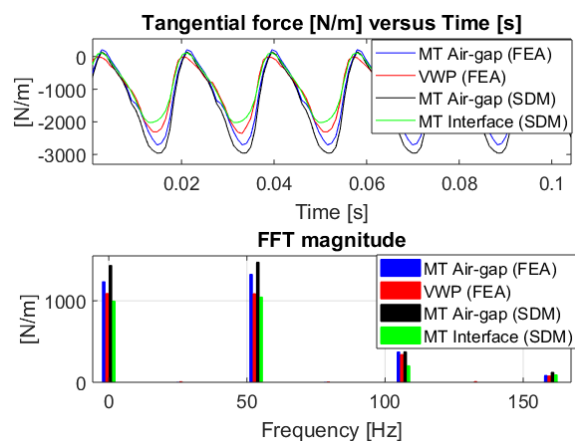 Tangential force [N/m] versus Time [s]
0
-1000
-2000
-3000
[N/m]
MT Air-gap (FEA)
VWP (FEA)
MT Air-gap (SDM)
MT Interface (SDM)
0.02 0.04 0.06 0.08 0.1
Time [s]
FFT magnitude
1000
0
[N/m]
MT Air-gap (FEA)
VWP (FEA)
MT Air-gap (SDM)
MT Interface (SDM)
0 50 100 150
Frequency [Hz]